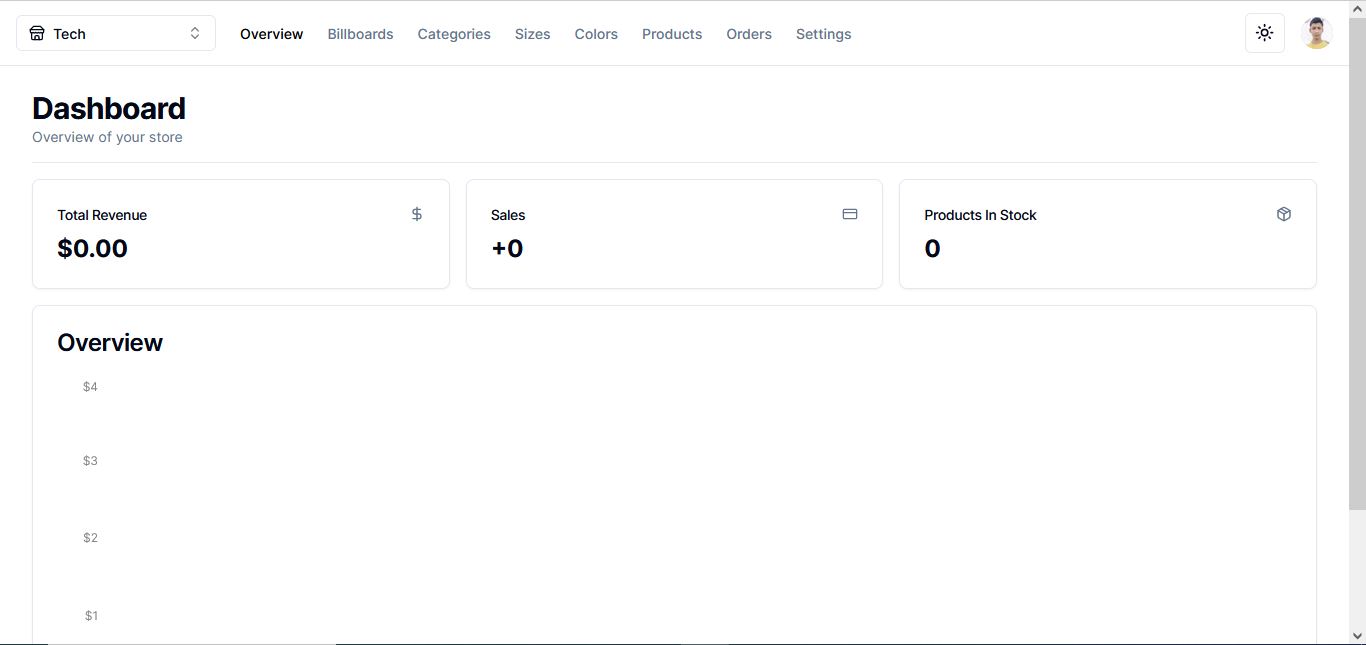 Tech Overview Billboards Categories Sizes Colors Products Orders Settings
Dashboard
Overview of your store
Total Revenue $ Sales Products In Stock
$0.00 +0 0
Overview
$4
$3
$2
$1